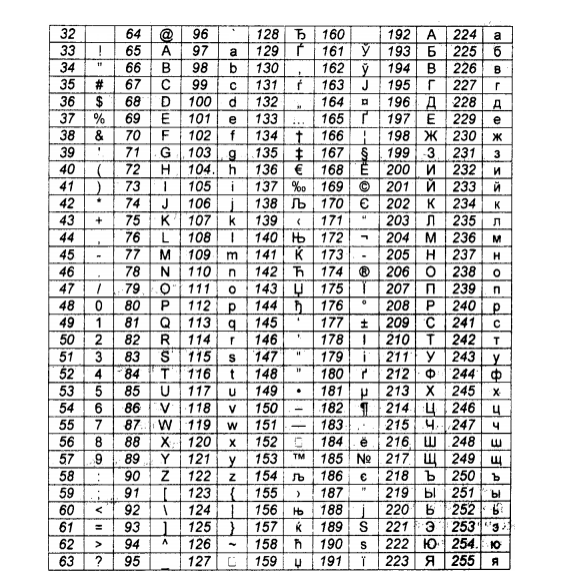 32 64 @ 96 ` 128 Ђ 160 192 А 224 а
33 ! 65 A 97 a 129 Ѓ 161 Ў 193 Б 225 б
34 " 66 B 98 b 130 ‚ 162 ў 194 В 226 в
35 # 67 C 99 c 131 ѓ 163 Ј 195 Г 227 г
36 $ 68 D 100 d 132 „ 164 ¤ 196 Д 228 д
37 % 69 E 101 e 133 … 165 Ґ 197 Е 229 е
38 & 70 F 102 f 134 † 166 ¦ 198 Ж 230 ж
39 ' 71 G 103 g 135 ‡ 167 § 199 З 231 з
40 ( 72 H 104 h 136 € 168 Ё 200 И 232 и
41 ) 73 I 105 i 137 ‰ 169 © 201 Й 233 й
42 * 74 J 106 j 138 Љ 170 Є 202 К 234 к
43 + 75 K 107 k 139 ‹ 171 « 203 Л 235 л
44 , 76 L 108 l 140 Њ 172 ¬ 204 М 236 м
45 - 77 M 109 m 141 Ќ 173 - 205 Н 237 н
46 . 78 N 110 n 142 Ћ 174 ® 206 О 238 о
47 / 79 O 111 o 143 Џ 175 Ї 207 П 239 п
48 0 80 P 112 p 144 ђ 176 ° 208 Р 240 р
49 1 81 Q 113 q 145 ‘ 177 ± 209 С 241 с
50 2 82 R 114 r 146 ’ 178 І 210 Т 242 т
51 3 83 S 115 s 147 “ 179 і 211 У 243 у
52 4 84 T 116 t 148 ” 180 ґ 212 Ф 244 ф
53 5 85 U 117 u 149 • 181 µ 213 Х 245 х
54 6 86 V 118 v 150 – 182 ¶ 214 Ц 246 ц
55 7 87 W 119 w 151 — 183 · 215 Ч 247 ч
56 8 88 X 120 x 152 □ 184 ё 216 Ш 248 ш
57 9 89 Y 121 y 153 ™ 185 № 217 Щ 249 щ
58 : 90 Z 122 z 154 љ 186 є 218 Ъ 250 ъ
59 ; 91 [ 123 { 155 › 187 » 219 Ы 251 ы
60 < 92 \ 124 | 156 њ 188 ј 220 Ь 252 ь
61 = 93 ] 125 } 157 ќ 189 Ѕ 221 Э 253 э
62 > 94 ^ 126 ~ 158 ћ 190 ѕ 222 Ю 254 ю
63 ? 95 _ 127 □ 159 џ 191 ї 223 Я 255 я